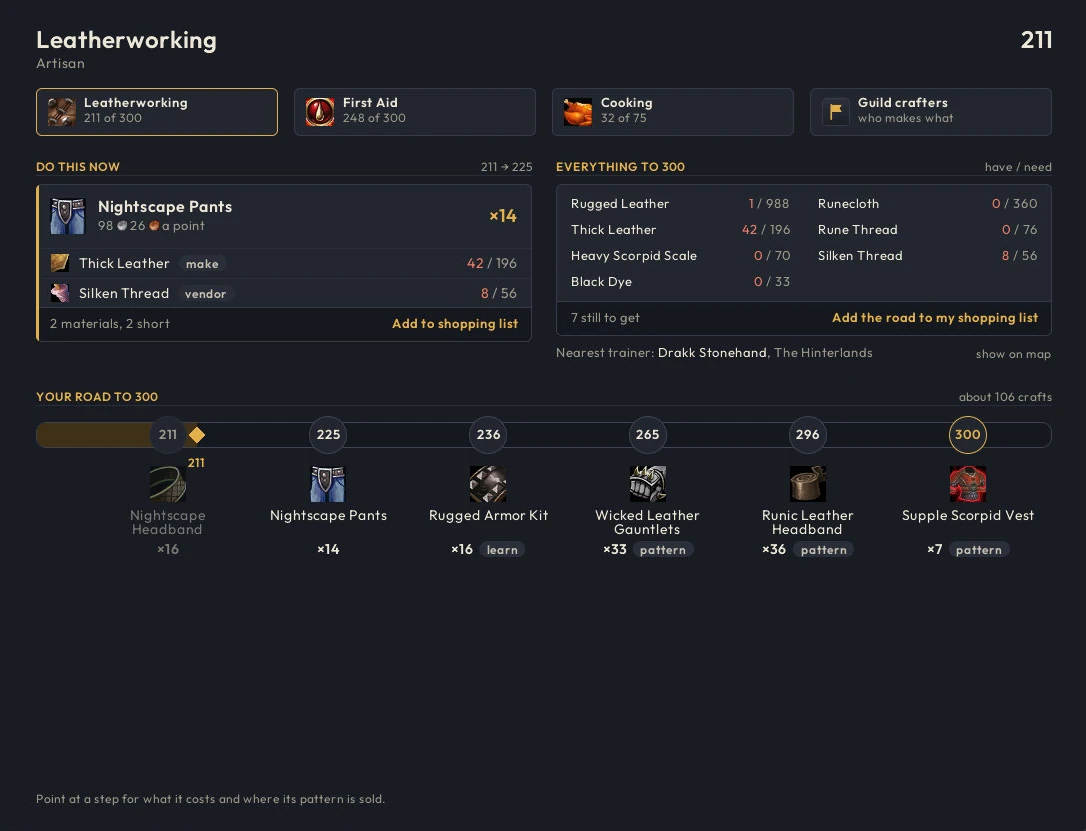 Leatherworking
211
Artisan
Leatherworking
211 of 300
First Aid
248 of 300
Cooking
32 of 75
Guild crafters
who makes what
DO THIS NOW
211 → 225
Nightscape Pants
98 26 a point
×14
Thick Leather make 42 / 196
Silken Thread vendor 8 / 56
2 materials, 2 short
Add to shopping list
EVERYTHING TO 300
have / need
Rugged Leather 1 / 988
Runecloth 0 / 360
Thick Leather 42 / 196
Rune Thread 0 / 76
Heavy Scorpid Scale 0 / 70
Silken Thread 8 / 56
Black Dye 0 / 33
7 still to get
Add the road to my shopping list
Nearest trainer: Drakk Stonehand, The Hinterlands
show on map
YOUR ROAD TO 300
about 106 crafts
211
225
236
265
296
300
211
Nightscape
Headband
×16
Nightscape Pants
×14
Rugged Armor Kit
×16 learn
Wicked Leather
Gauntlets
×33 pattern
Runic Leather
Headband
×36 pattern
Supple Scorpid Vest
×7 pattern
Point at a step for what it costs and where its pattern is sold.